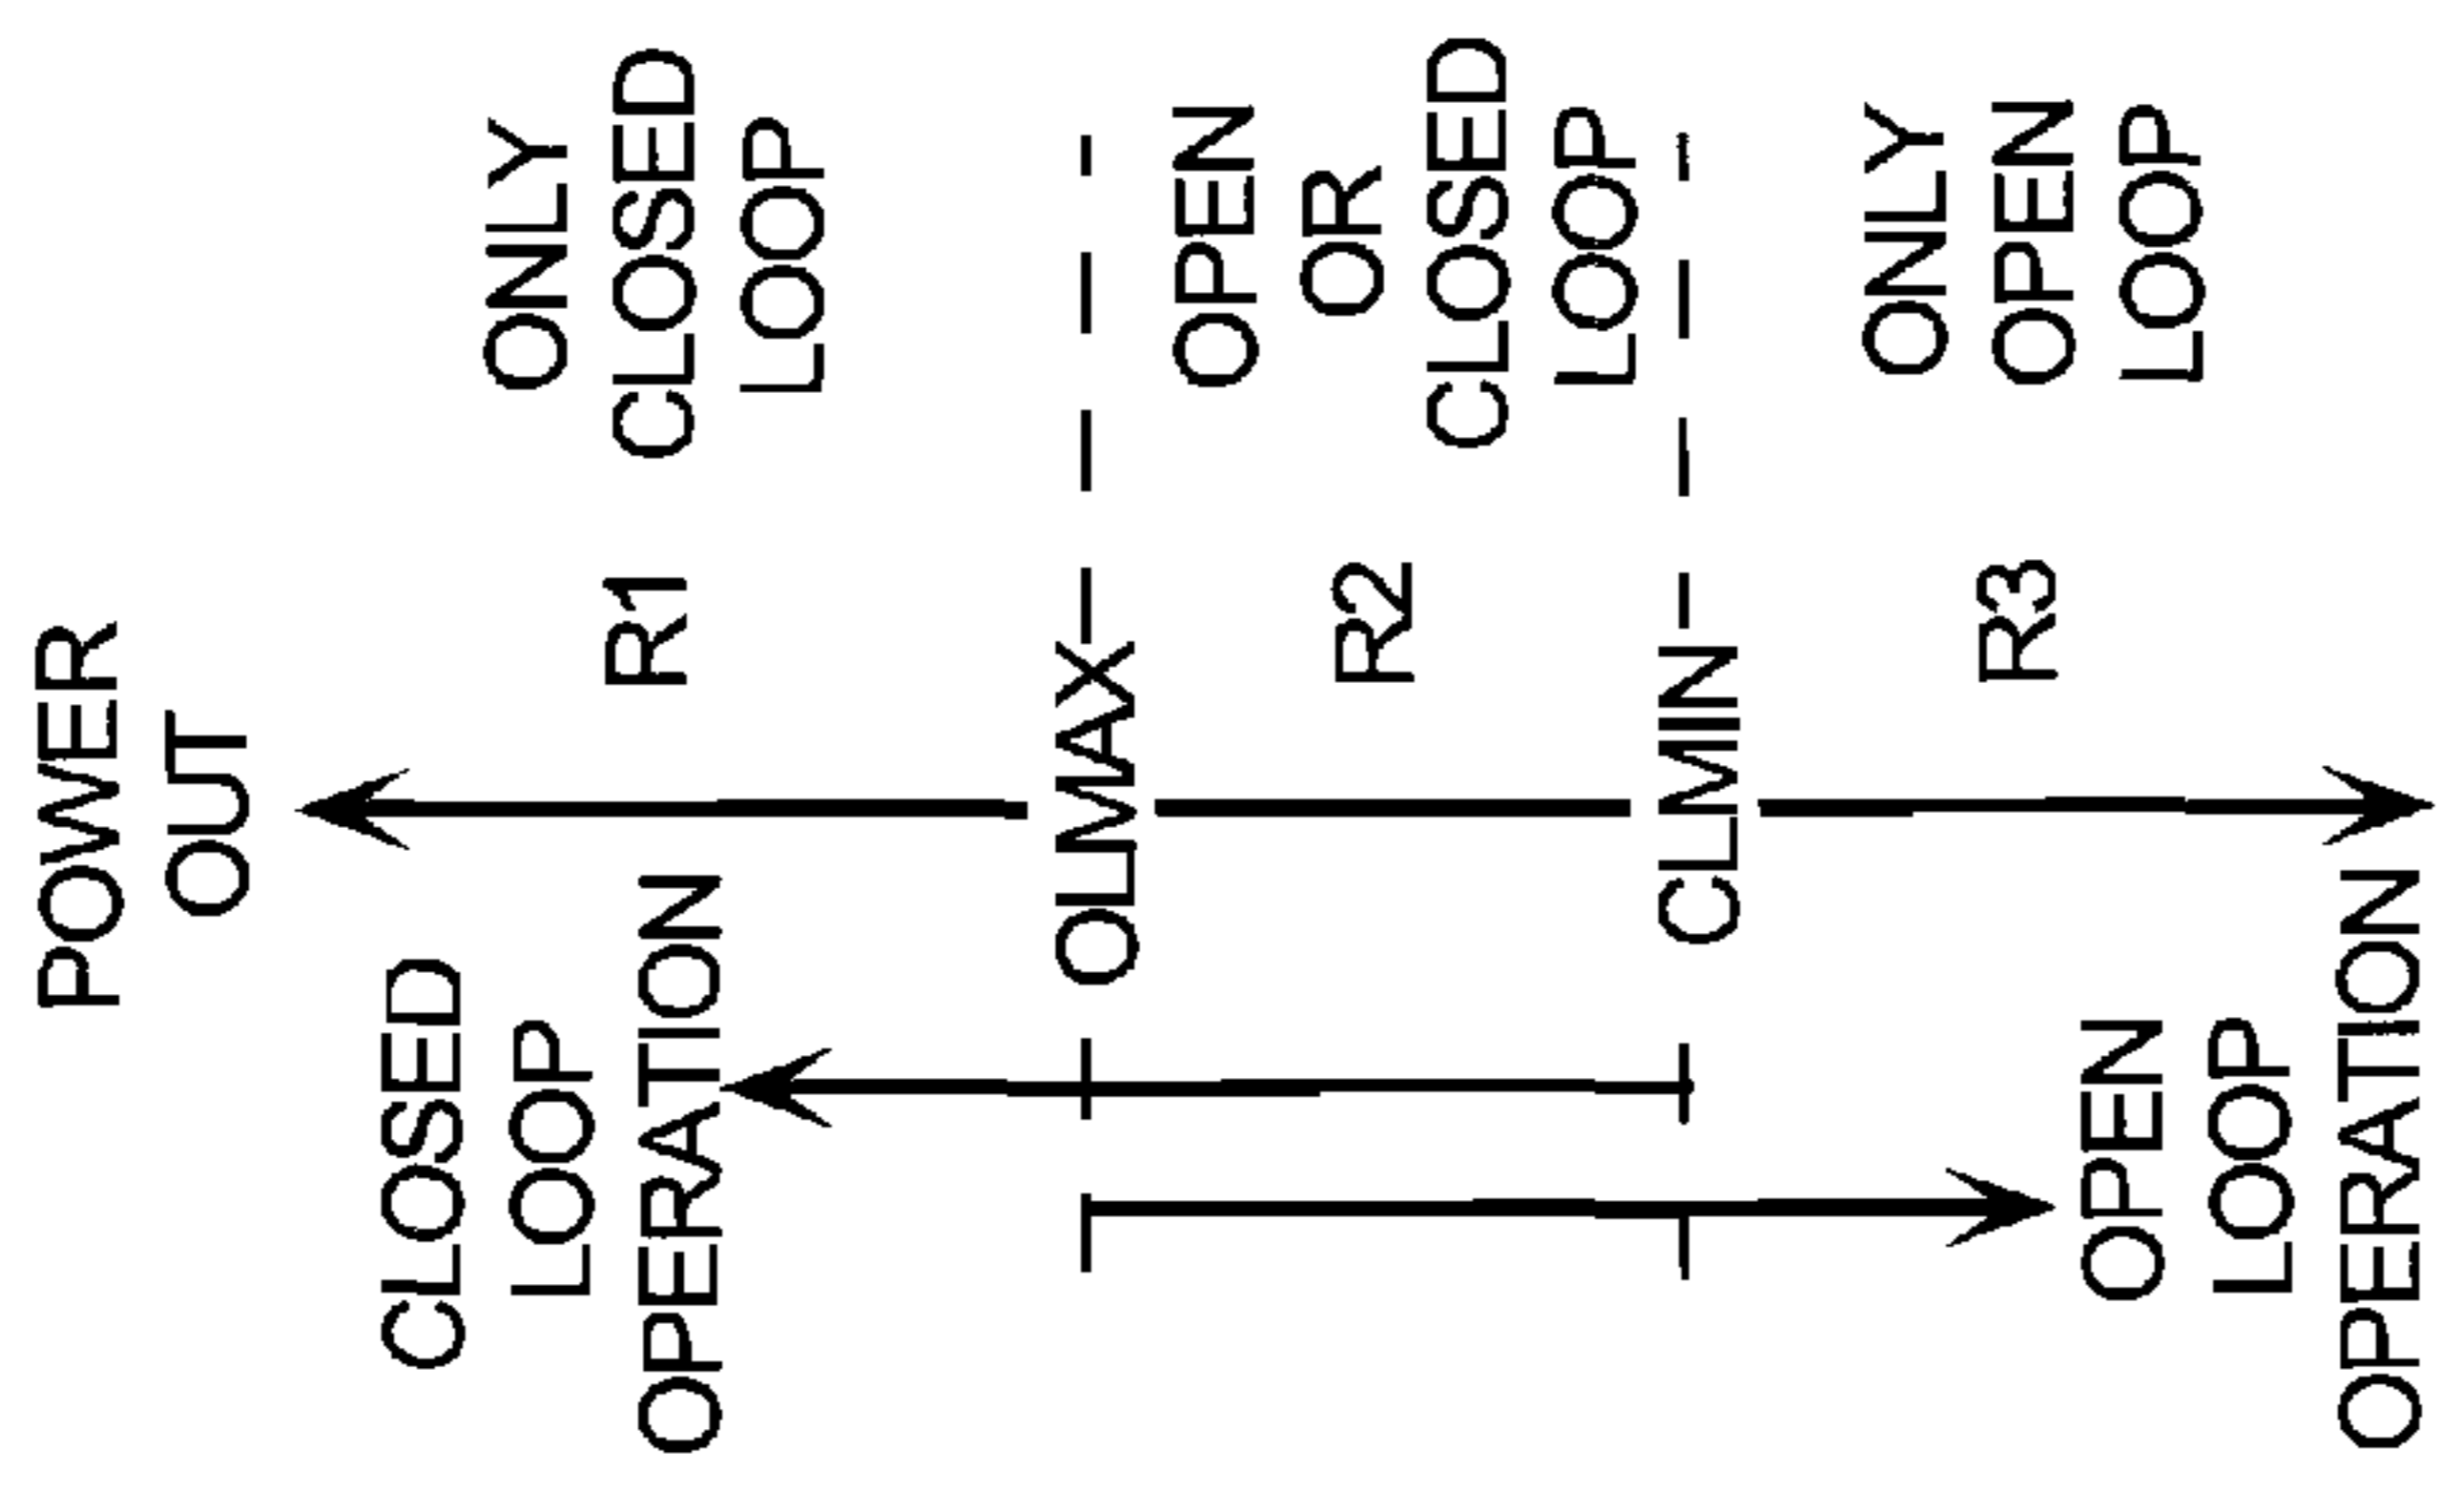 POWER
OUT
CLOSED
LOOP
OPERATION
R1
ONLY
CLOSED
LOOP
OLMAX
R2
OPEN
OR
CLOSED
LOOP
CLMIN
R3
ONLY
OPEN
LOOP
OPEN
LOOP
OPERATION